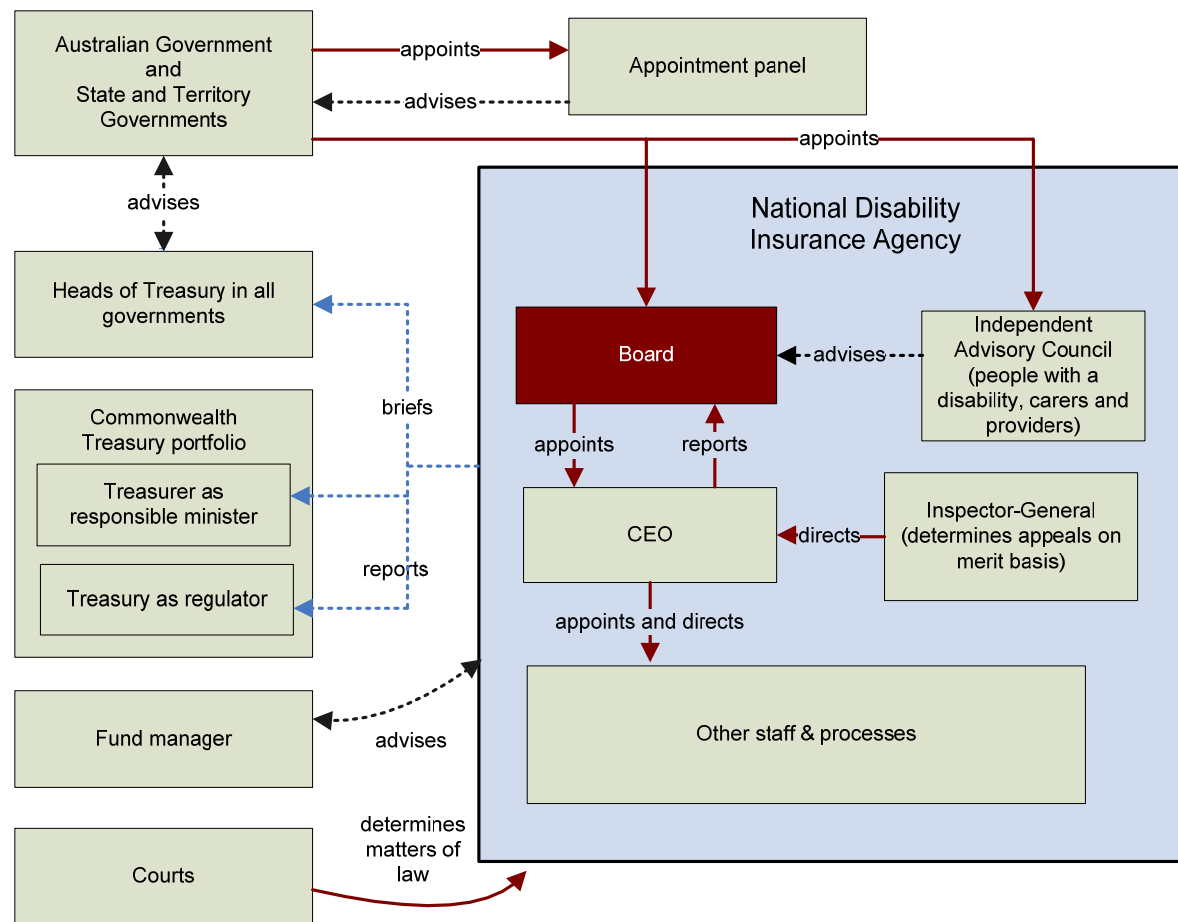 Australian Government
and
State and Territory
Governments
appoints
Appointment panel
advises
appoints
advises
National Disability
Insurance Agency
Heads of Treasury in all
governments
Board
advises
Independent
Advisory Council
(people with a
disability, carers and
providers)
briefs
Commonwealth
Treasury portfolio
appoints
reports
Treasurer as
responsible minister
CEO
directs
Inspector-General
(determines appeals on
merit basis)
reports
Treasury as regulator
appoints and directs
Fund manager
advises
Other staff & processes
determines
matters of
law
Courts